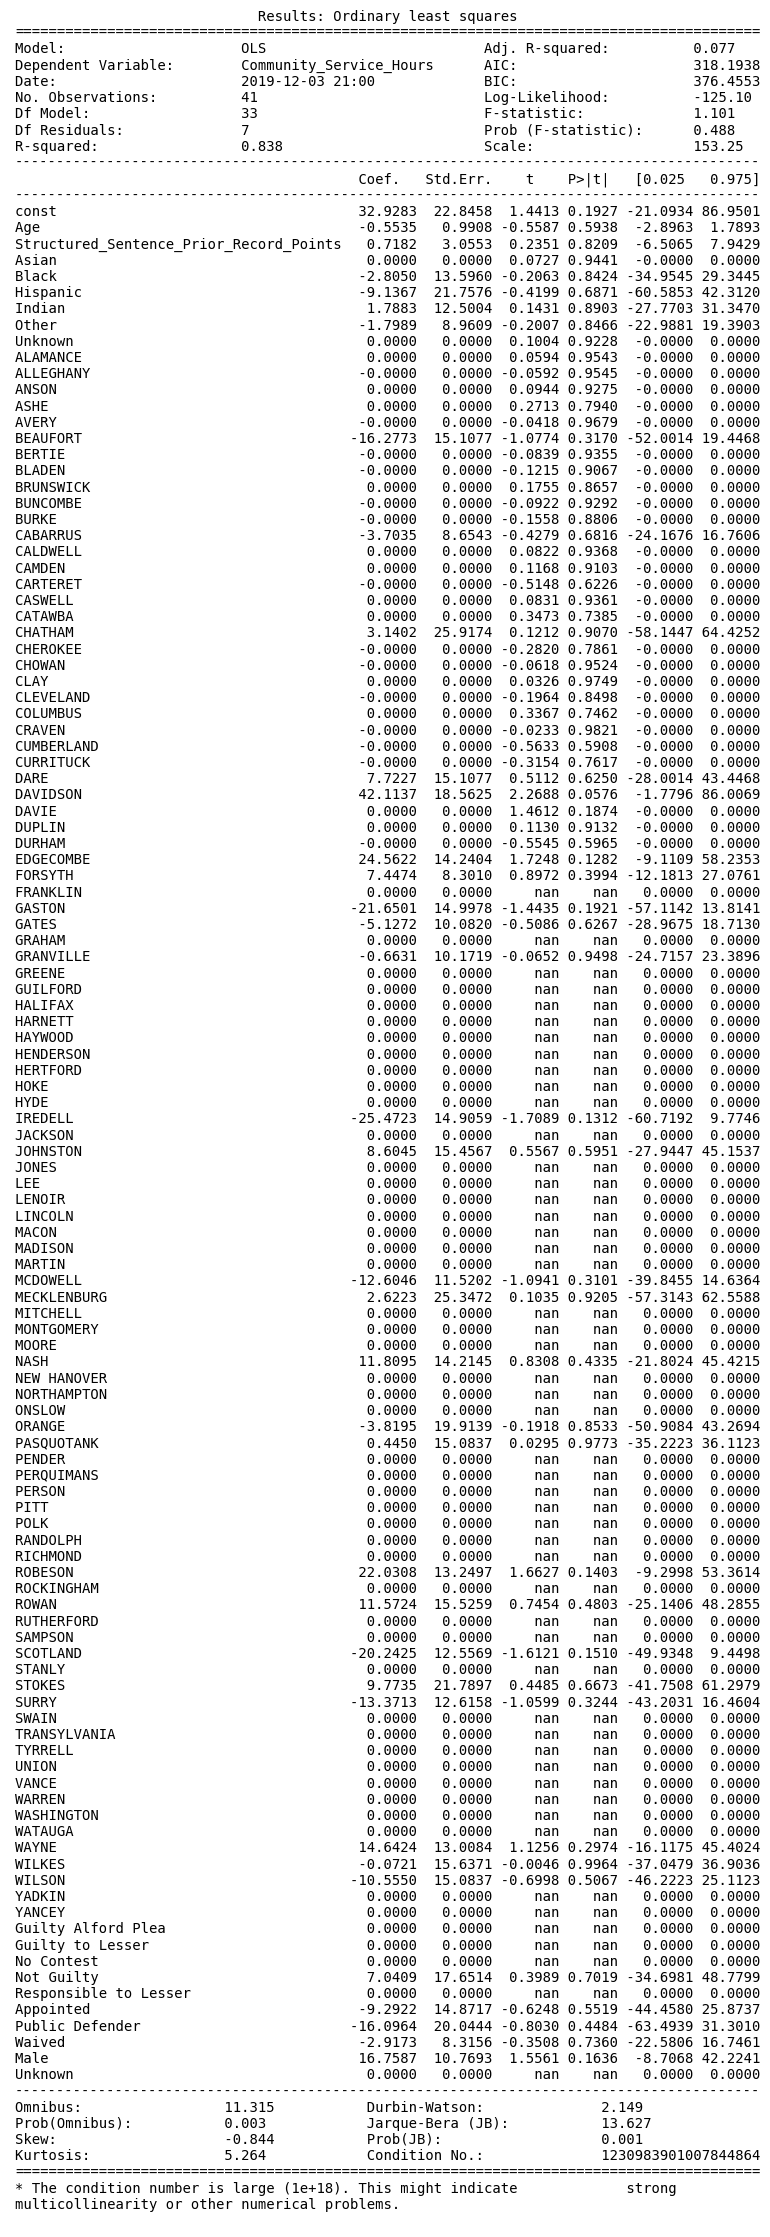 Results: Ordinary least squares
==========================================================================================
Model: OLS Adj. R-squared: 0.077
Dependent Variable: Community_Service_Hours AIC: 318.1938
Date: 2019-12-03 21:00 BIC: 376.4553
No. Observations: 41 Log-Likelihood: -125.10
Df Model: 33 F-statistic: 1.101
Df Residuals: 7 Prob (F-statistic): 0.488
R-squared: 0.838 Scale: 153.25
------------------------------------------------------------------------------------------
Coef. Std.Err. t P>|t| [0.025 0.975]
------------------------------------------------------------------------------------------
const 32.9283 22.8458 1.4413 0.1927 -21.0934 86.9501
Age -0.5535 0.9908 -0.5587 0.5938 -2.8963 1.7893
Structured_Sentence_Prior_Record_Points 0.7182 3.0553 0.2351 0.8209 -6.5065 7.9429
Asian 0.0000 0.0000 0.0727 0.9441 -0.0000 0.0000
Black -2.8050 13.5960 -0.2063 0.8424 -34.9545 29.3445
Hispanic -9.1367 21.7576 -0.4199 0.6871 -60.5853 42.3120
Indian 1.7883 12.5004 0.1431 0.8903 -27.7703 31.3470
Other -1.7989 8.9609 -0.2007 0.8466 -22.9881 19.3903
Unknown 0.0000 0.0000 0.1004 0.9228 -0.0000 0.0000
ALAMANCE 0.0000 0.0000 0.0594 0.9543 -0.0000 0.0000
ALLEGHANY -0.0000 0.0000 -0.0592 0.9545 -0.0000 0.0000
ANSON 0.0000 0.0000 0.0944 0.9275 -0.0000 0.0000
ASHE 0.0000 0.0000 0.2713 0.7940 -0.0000 0.0000
AVERY -0.0000 0.0000 -0.0418 0.9679 -0.0000 0.0000
BEAUFORT -16.2773 15.1077 -1.0774 0.3170 -52.0014 19.4468
BERTIE -0.0000 0.0000 -0.0839 0.9355 -0.0000 0.0000
BLADEN -0.0000 0.0000 -0.1215 0.9067 -0.0000 0.0000
BRUNSWICK 0.0000 0.0000 0.1755 0.8657 -0.0000 0.0000
BUNCOMBE -0.0000 0.0000 -0.0922 0.9292 -0.0000 0.0000
BURKE -0.0000 0.0000 -0.1558 0.8806 -0.0000 0.0000
CABARRUS -3.7035 8.6543 -0.4279 0.6816 -24.1676 16.7606
CALDWELL 0.0000 0.0000 0.0822 0.9368 -0.0000 0.0000
CAMDEN 0.0000 0.0000 0.1168 0.9103 -0.0000 0.0000
CARTERET -0.0000 0.0000 -0.5148 0.6226 -0.0000 0.0000
CASWELL 0.0000 0.0000 0.0831 0.9361 -0.0000 0.0000
CATAWBA 0.0000 0.0000 0.3473 0.7385 -0.0000 0.0000
CHATHAM 3.1402 25.9174 0.1212 0.9070 -58.1447 64.4252
CHEROKEE -0.0000 0.0000 -0.2820 0.7861 -0.0000 0.0000
CHOWAN -0.0000 0.0000 -0.0618 0.9524 -0.0000 0.0000
CLAY 0.0000 0.0000 0.0326 0.9749 -0.0000 0.0000
CLEVELAND -0.0000 0.0000 -0.1964 0.8498 -0.0000 0.0000
COLUMBUS 0.0000 0.0000 0.3367 0.7462 -0.0000 0.0000
CRAVEN -0.0000 0.0000 -0.0233 0.9821 -0.0000 0.0000
CUMBERLAND -0.0000 0.0000 -0.5633 0.5908 -0.0000 0.0000
CURRITUCK -0.0000 0.0000 -0.3154 0.7617 -0.0000 0.0000
DARE 7.7227 15.1077 0.5112 0.6250 -28.0014 43.4468
DAVIDSON 42.1137 18.5625 2.2688 0.0576 -1.7796 86.0069
DAVIE 0.0000 0.0000 1.4612 0.1874 -0.0000 0.0000
DUPLIN 0.0000 0.0000 0.1130 0.9132 -0.0000 0.0000
DURHAM -0.0000 0.0000 -0.5545 0.5965 -0.0000 0.0000
EDGECOMBE 24.5622 14.2404 1.7248 0.1282 -9.1109 58.2353
FORSYTH 7.4474 8.3010 0.8972 0.3994 -12.1813 27.0761
FRANKLIN 0.0000 0.0000 nan nan 0.0000 0.0000
GASTON -21.6501 14.9978 -1.4435 0.1921 -57.1142 13.8141
GATES -5.1272 10.0820 -0.5086 0.6267 -28.9675 18.7130
GRAHAM 0.0000 0.0000 nan nan 0.0000 0.0000
GRANVILLE -0.6631 10.1719 -0.0652 0.9498 -24.7157 23.3896
GREENE 0.0000 0.0000 nan nan 0.0000 0.0000
GUILFORD 0.0000 0.0000 nan nan 0.0000 0.0000
HALIFAX 0.0000 0.0000 nan nan 0.0000 0.0000
HARNETT 0.0000 0.0000 nan nan 0.0000 0.0000
HAYWOOD 0.0000 0.0000 nan nan 0.0000 0.0000
HENDERSON 0.0000 0.0000 nan nan 0.0000 0.0000
HERTFORD 0.0000 0.0000 nan nan 0.0000 0.0000
HOKE 0.0000 0.0000 nan nan 0.0000 0.0000
HYDE 0.0000 0.0000 nan nan 0.0000 0.0000
IREDELL -25.4723 14.9059 -1.7089 0.1312 -60.7192 9.7746
JACKSON 0.0000 0.0000 nan nan 0.0000 0.0000
JOHNSTON 8.6045 15.4567 0.5567 0.5951 -27.9447 45.1537
JONES 0.0000 0.0000 nan nan 0.0000 0.0000
LEE 0.0000 0.0000 nan nan 0.0000 0.0000
LENOIR 0.0000 0.0000 nan nan 0.0000 0.0000
LINCOLN 0.0000 0.0000 nan nan 0.0000 0.0000
MACON 0.0000 0.0000 nan nan 0.0000 0.0000
MADISON 0.0000 0.0000 nan nan 0.0000 0.0000
MARTIN 0.0000 0.0000 nan nan 0.0000 0.0000
MCDOWELL -12.6046 11.5202 -1.0941 0.3101 -39.8455 14.6364
MECKLENBURG 2.6223 25.3472 0.1035 0.9205 -57.3143 62.5588
MITCHELL 0.0000 0.0000 nan nan 0.0000 0.0000
MONTGOMERY 0.0000 0.0000 nan nan 0.0000 0.0000
MOORE 0.0000 0.0000 nan nan 0.0000 0.0000
NASH 11.8095 14.2145 0.8308 0.4335 -21.8024 45.4215
NEW HANOVER 0.0000 0.0000 nan nan 0.0000 0.0000
NORTHAMPTON 0.0000 0.0000 nan nan 0.0000 0.0000
ONSLOW 0.0000 0.0000 nan nan 0.0000 0.0000
ORANGE -3.8195 19.9139 -0.1918 0.8533 -50.9084 43.2694
PASQUOTANK 0.4450 15.0837 0.0295 0.9773 -35.2223 36.1123
PENDER 0.0000 0.0000 nan nan 0.0000 0.0000
PERQUIMANS 0.0000 0.0000 nan nan 0.0000 0.0000
PERSON 0.0000 0.0000 nan nan 0.0000 0.0000
PITT 0.0000 0.0000 nan nan 0.0000 0.0000
POLK 0.0000 0.0000 nan nan 0.0000 0.0000
RANDOLPH 0.0000 0.0000 nan nan 0.0000 0.0000
RICHMOND 0.0000 0.0000 nan nan 0.0000 0.0000
ROBESON 22.0308 13.2497 1.6627 0.1403 -9.2998 53.3614
ROCKINGHAM 0.0000 0.0000 nan nan 0.0000 0.0000
ROWAN 11.5724 15.5259 0.7454 0.4803 -25.1406 48.2855
RUTHERFORD 0.0000 0.0000 nan nan 0.0000 0.0000
SAMPSON 0.0000 0.0000 nan nan 0.0000 0.0000
SCOTLAND -20.2425 12.5569 -1.6121 0.1510 -49.9348 9.4498
STANLY 0.0000 0.0000 nan nan 0.0000 0.0000
STOKES 9.7735 21.7897 0.4485 0.6673 -41.7508 61.2979
SURRY -13.3713 12.6158 -1.0599 0.3244 -43.2031 16.4604
SWAIN 0.0000 0.0000 nan nan 0.0000 0.0000
TRANSYLVANIA 0.0000 0.0000 nan nan 0.0000 0.0000
TYRRELL 0.0000 0.0000 nan nan 0.0000 0.0000
UNION 0.0000 0.0000 nan nan 0.0000 0.0000
VANCE 0.0000 0.0000 nan nan 0.0000 0.0000
WARREN 0.0000 0.0000 nan nan 0.0000 0.0000
WASHINGTON 0.0000 0.0000 nan nan 0.0000 0.0000
WATAUGA 0.0000 0.0000 nan nan 0.0000 0.0000
WAYNE 14.6424 13.0084 1.1256 0.2974 -16.1175 45.4024
WILKES -0.0721 15.6371 -0.0046 0.9964 -37.0479 36.9036
WILSON -10.5550 15.0837 -0.6998 0.5067 -46.2223 25.1123
YADKIN 0.0000 0.0000 nan nan 0.0000 0.0000
YANCEY 0.0000 0.0000 nan nan 0.0000 0.0000
Guilty Alford Plea 0.0000 0.0000 nan nan 0.0000 0.0000
Guilty to Lesser 0.0000 0.0000 nan nan 0.0000 0.0000
No Contest 0.0000 0.0000 nan nan 0.0000 0.0000
Not Guilty 7.0409 17.6514 0.3989 0.7019 -34.6981 48.7799
Responsible to Lesser 0.0000 0.0000 nan nan 0.0000 0.0000
Appointed -9.2922 14.8717 -0.6248 0.5519 -44.4580 25.8737
Public Defender -16.0964 20.0444 -0.8030 0.4484 -63.4939 31.3010
Waived -2.9173 8.3156 -0.3508 0.7360 -22.5806 16.7461
Male 16.7587 10.7693 1.5561 0.1636 -8.7068 42.2241
Unknown 0.0000 0.0000 nan nan 0.0000 0.0000
------------------------------------------------------------------------------------------
Omnibus: 11.315 Durbin-Watson: 2.149
Prob(Omnibus): 0.003 Jarque-Bera (JB): 13.627
Skew: -0.844 Prob(JB): 0.001
Kurtosis: 5.264 Condition No.: 1230983901007844864
==========================================================================================
* The condition number is large (1e+18). This might indicate strong
multicollinearity or other numerical problems.